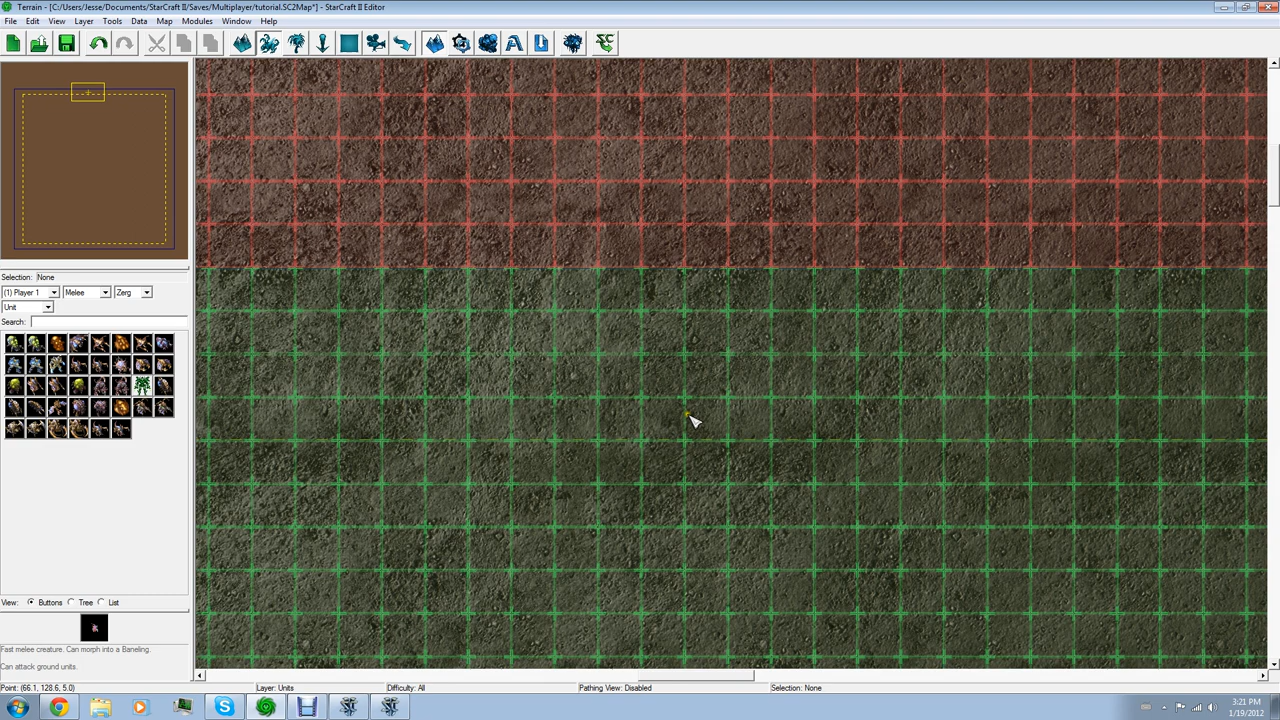 Terrain - [C:/Users/Jesse/Documents/StarCraft II/Saves/Multiplayer/tutorial.SC2Map*] - StarCraft II Editor
File Edit View Layer Tools Data Map Modules Window Help
Selection: None
(1) Player 1 Melee Zerg
Unit
Search:
View: Buttons Tree List
Fast melee creature. Can morph into a Baneling.
Can attack ground units.
Point: (66.1, 128.6, 5.0) Layer: Units Difficulty: All Pathing View: Disabled Selection: None
3:21 PM
1/19/2012